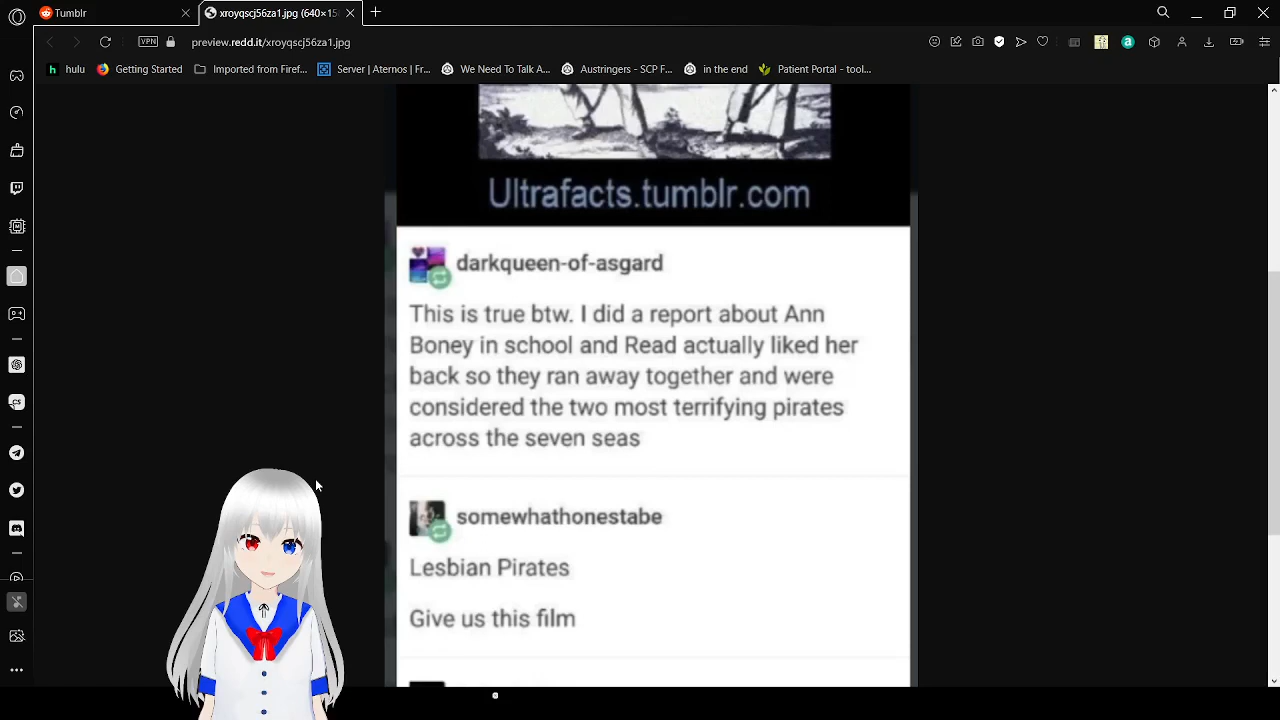 Tumblr
xroyqscj56za1.jpg (640×15
VPN
preview.redd.it/xroyqscj56za1.jpg
hulu
Getting Started
Imported from Firef...
Server | Aternos | Fr...
We Need To Talk A...
Austringers - SCP F...
in the end
Patient Portal - tool...
Ultrafacts.tumblr.com
darkqueen-of-asgard
This is true btw. I did a report about Ann
Boney in school and Read actually liked her
back so they ran away together and were
considered the two most terrifying pirates
across the seven seas
somewhathonestabe
Lesbian Pirates
Give us this film